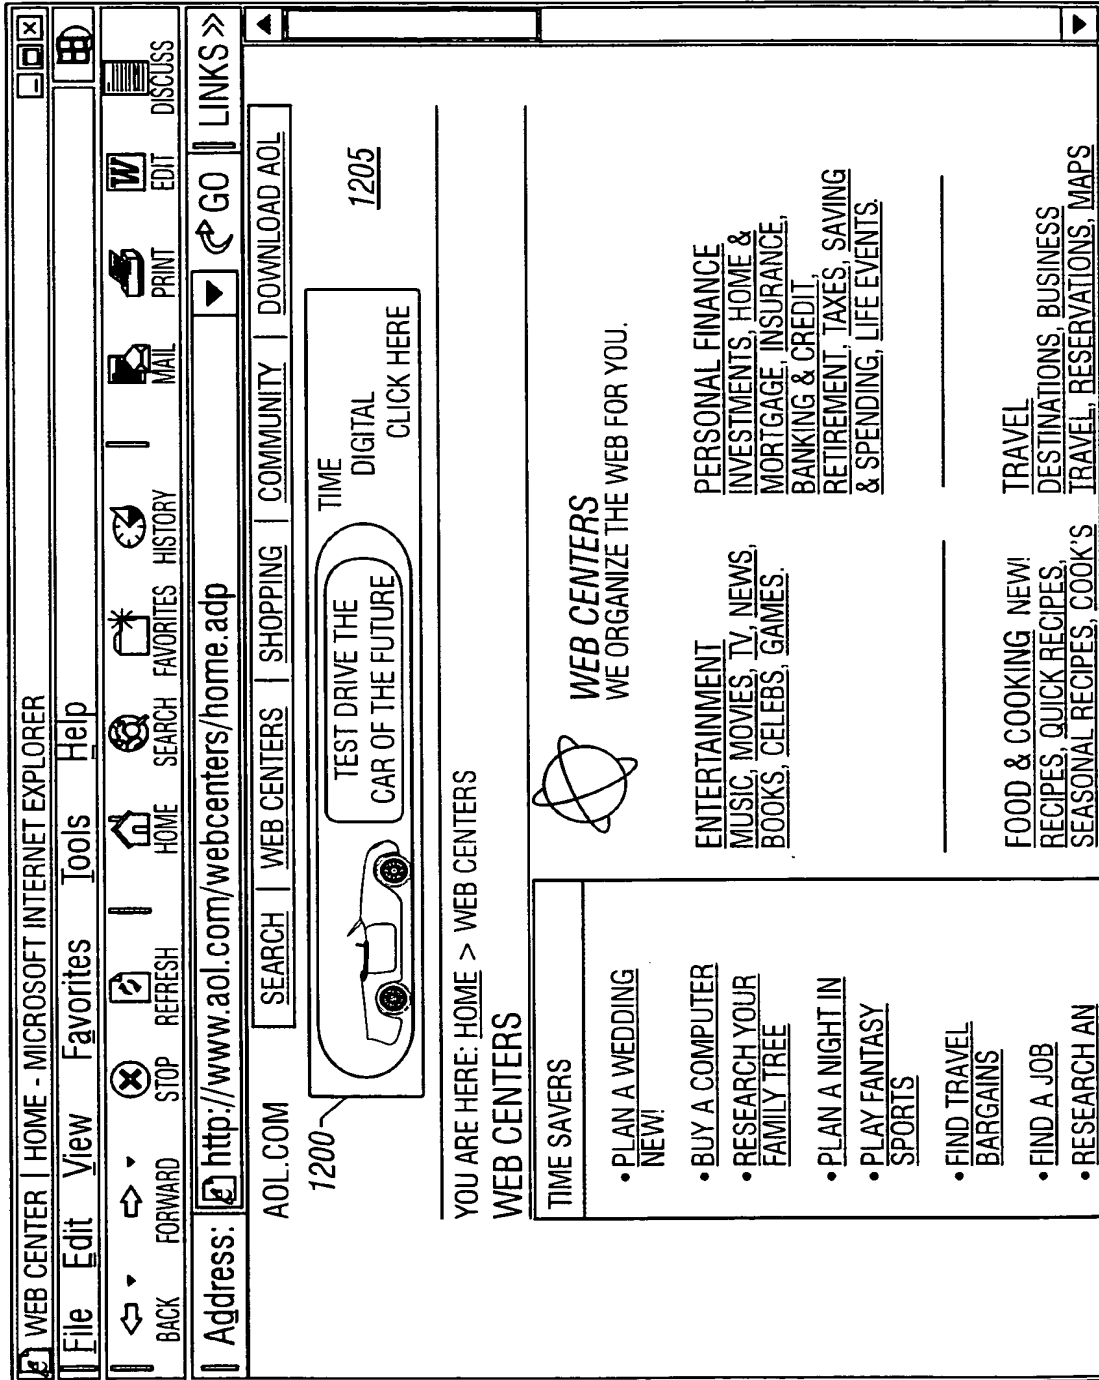 WEB CENTER | HOME - MICROSOFT INTERNET EXPLORER
File Edit View Favorites Tools Help
BACK FORWARD STOP REFRESH HOME SEARCH FAVORITES HISTORY MAIL PRINT EDIT DISCUSS
Address: http://www.aol.com/webcenters/home.adp GO LINKS >>
AOL.COM SEARCH | WEB CENTERS | SHOPPING | COMMUNITY | DOWNLOAD AOL
1200
TEST DRIVE THE
CAR OF THE FUTURE
TIME
DIGITAL
CLICK HERE
1205
YOU ARE HERE: HOME > WEB CENTERS
WEB CENTERS
TIME SAVERS
• PLAN A WEDDING
NEW!
• BUY A COMPUTER
• RESEARCH YOUR
FAMILY TREE
• PLAN A NIGHT IN
• PLAY FANTASY
SPORTS
• FIND TRAVEL
BARGAINS
• FIND A JOB
• RESEARCH AN
WEB CENTERS
WE ORGANIZE THE WEB FOR YOU.
ENTERTAINMENT
MUSIC, MOVIES, TV, NEWS,
BOOKS, CELEBS, GAMES.
PERSONAL FINANCE
INVESTMENTS, HOME &
MORTGAGE, INSURANCE,
BANKING & CREDIT,
RETIREMENT, TAXES, SAVING
& SPENDING, LIFE EVENTS.
FOOD & COOKING NEW!
RECIPES, QUICK RECIPES,
SEASONAL RECIPES, COOK'S
TRAVEL
DESTINATIONS, BUSINESS
TRAVEL, RESERVATIONS, MAPS